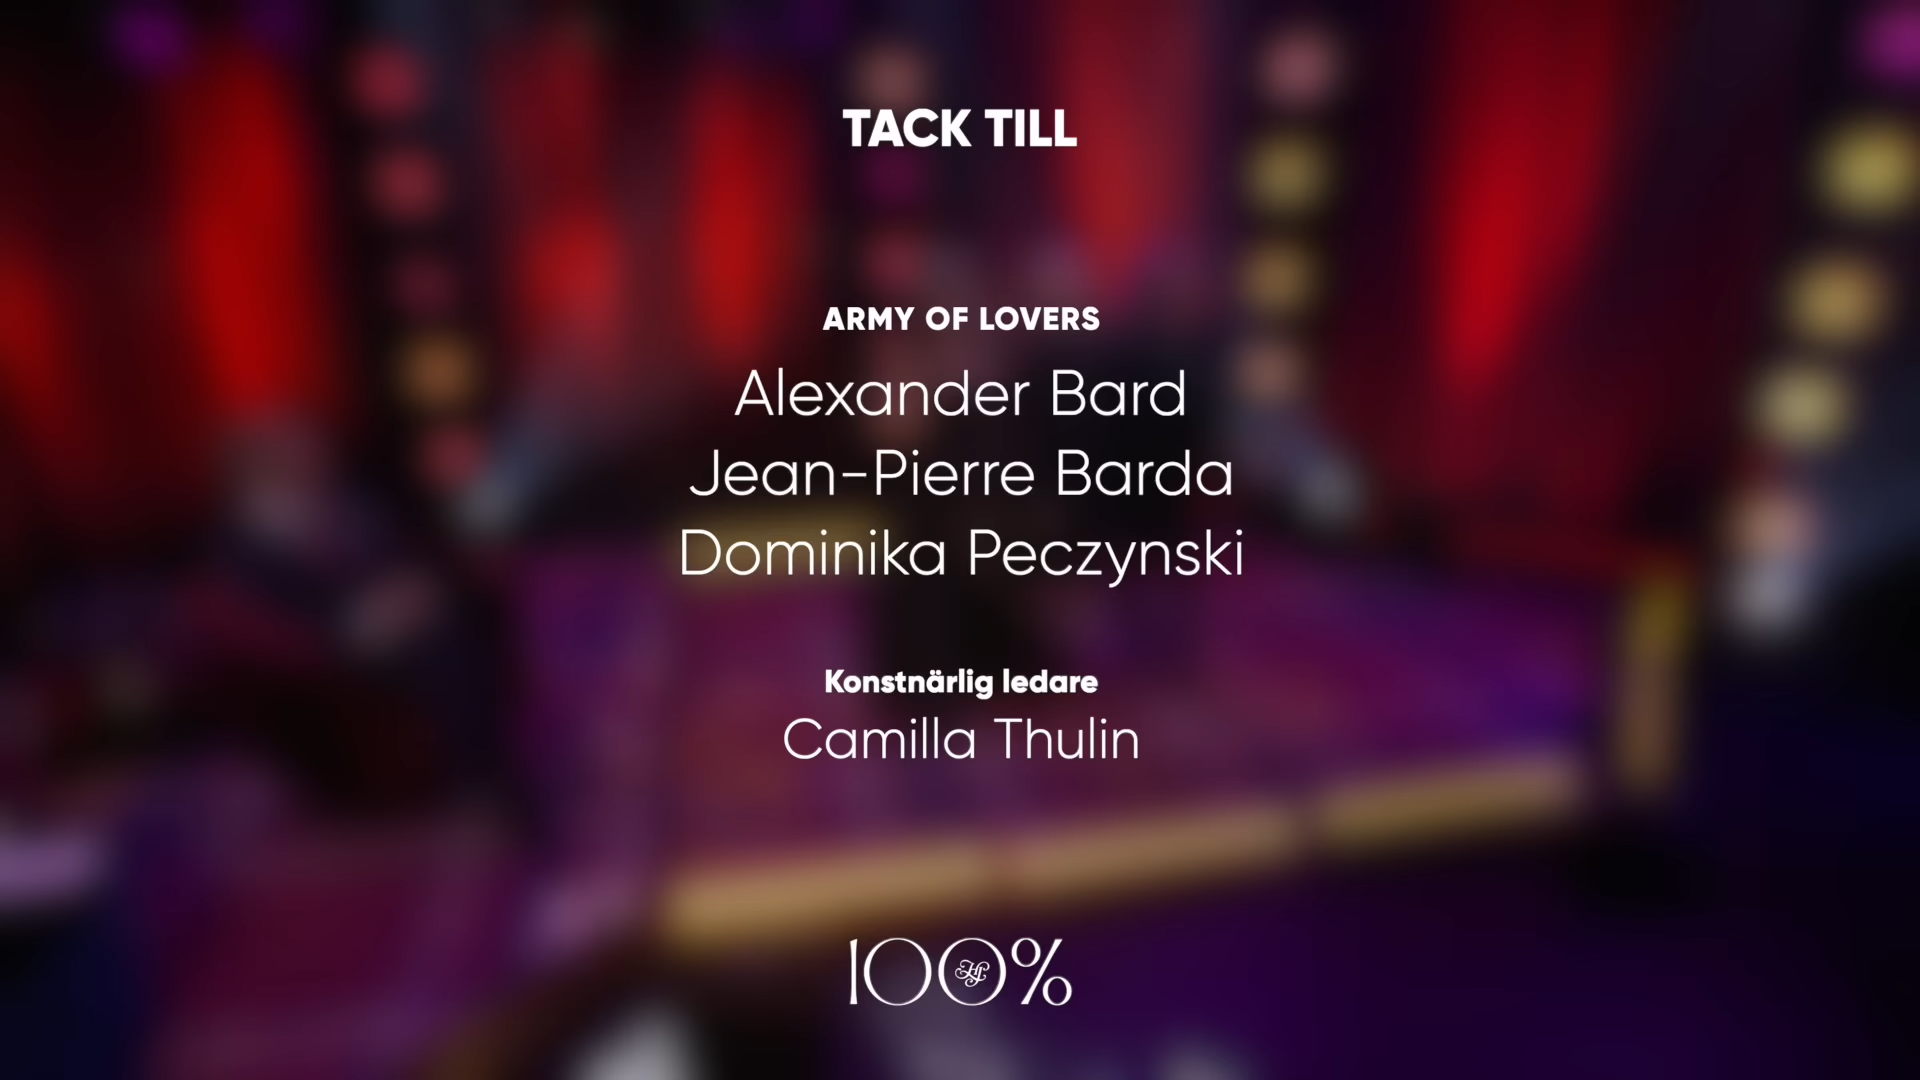 TACK TILL
ARMY OF LOVERS
Alexander Bard
Jean-Pierre Barda
Dominika Peczynski
Konstnärlig ledare
Camilla Thulin
100%